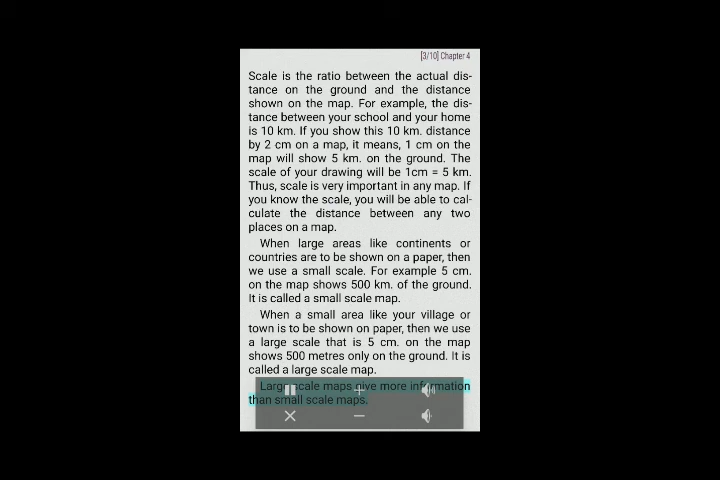 [3/10] Chapter 4
Scale is the ratio between the actual dis-
tance on the ground and the distance
shown on the map. For example, the dis-
tance between your school and your home
is 10 km. If you show this 10 km. distance
by 2 cm on a map, it means, 1 cm on the
map will show 5 km. on the ground. The
scale of your drawing will be 1cm = 5 km.
Thus, scale is very important in any map. If
you know the scale, you will be able to cal-
culate the distance between any two
places on a map.
When large areas like continents or
countries are to be shown on a paper, then
we use a small scale. For example 5 cm.
on the map shows 500 km. of the ground.
It is called a small scale map.
When a small area like your village or
town is to be shown on paper, then we use
a large scale that is 5 cm. on the map
shows 500 metres only on the ground. It is
called a large scale map.
Large scale maps give more information
than small scale maps.